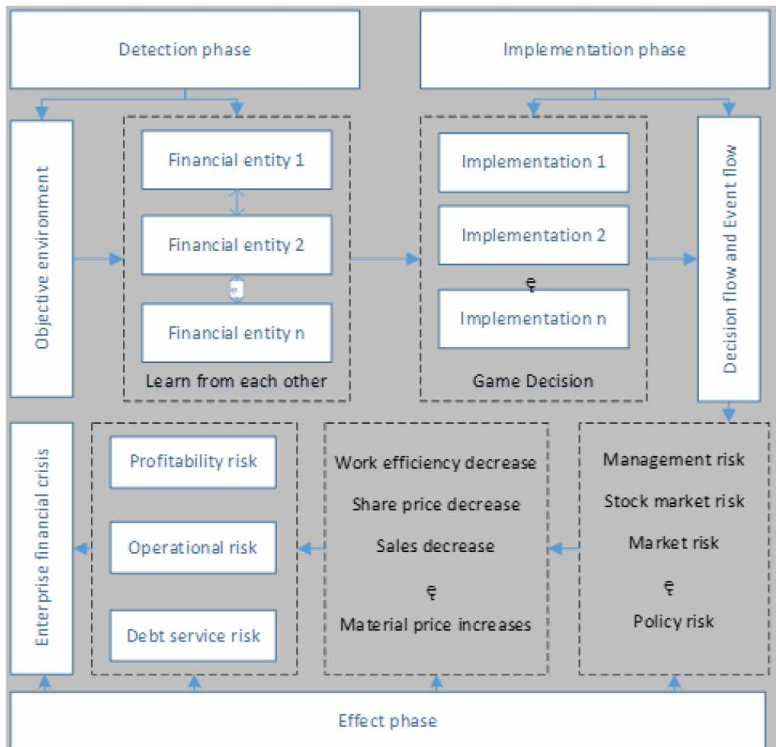 Detection phase
Implementation phase
Objective environment
Financial entity 1
Financial entity 2
Financial entity n
Learn from each other
Implementation 1
Implementation 2
Implementation n
Game Decision
Decision flow and Event flow
Enterprise financial crisis
Profitability risk
Operational risk
Debt service risk
Work efficiency decrease
Share price decrease
Sales decrease
Material price increases
Management risk
Stock market risk
Market risk
Policy risk
Effect phase